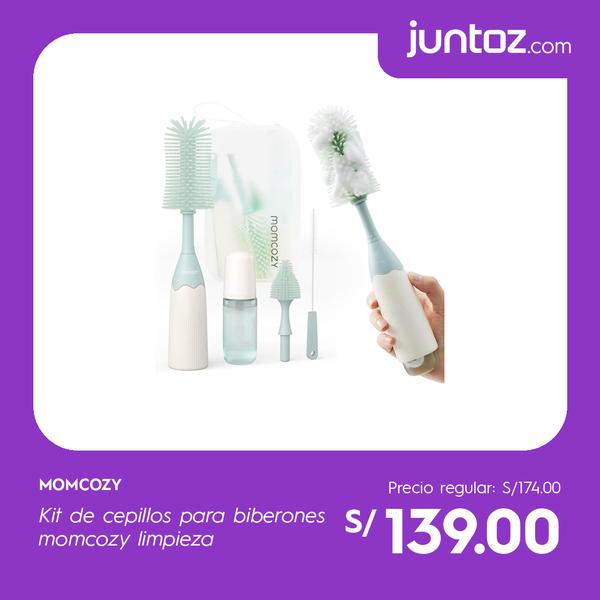 juntoz.com
momcozy
MOMCOZY
Kit de cepillos para biberones
momcozy limpieza
Precio regular: S/174.00
S/139.00